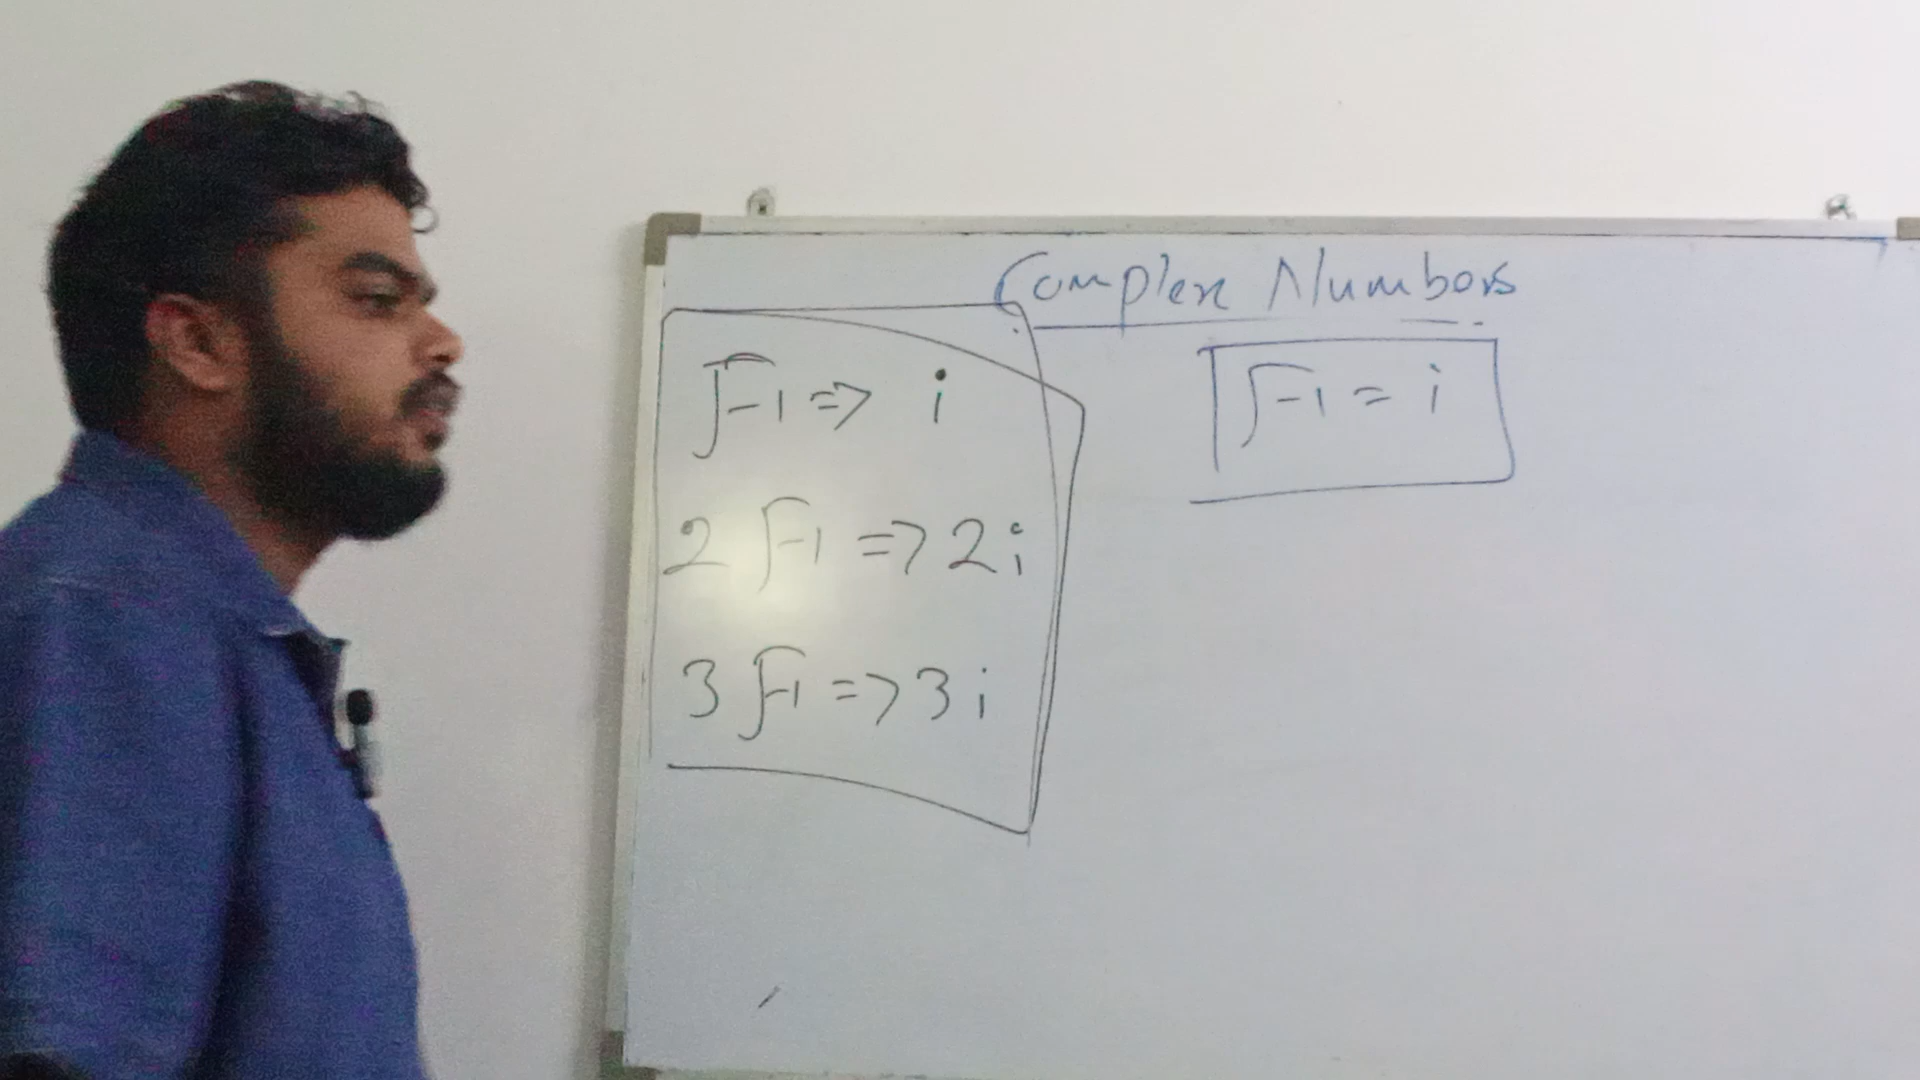 Complex Numbers
√-1 => i
2 √-1 => 2i
3 √-1 => 3i
√-1 = i